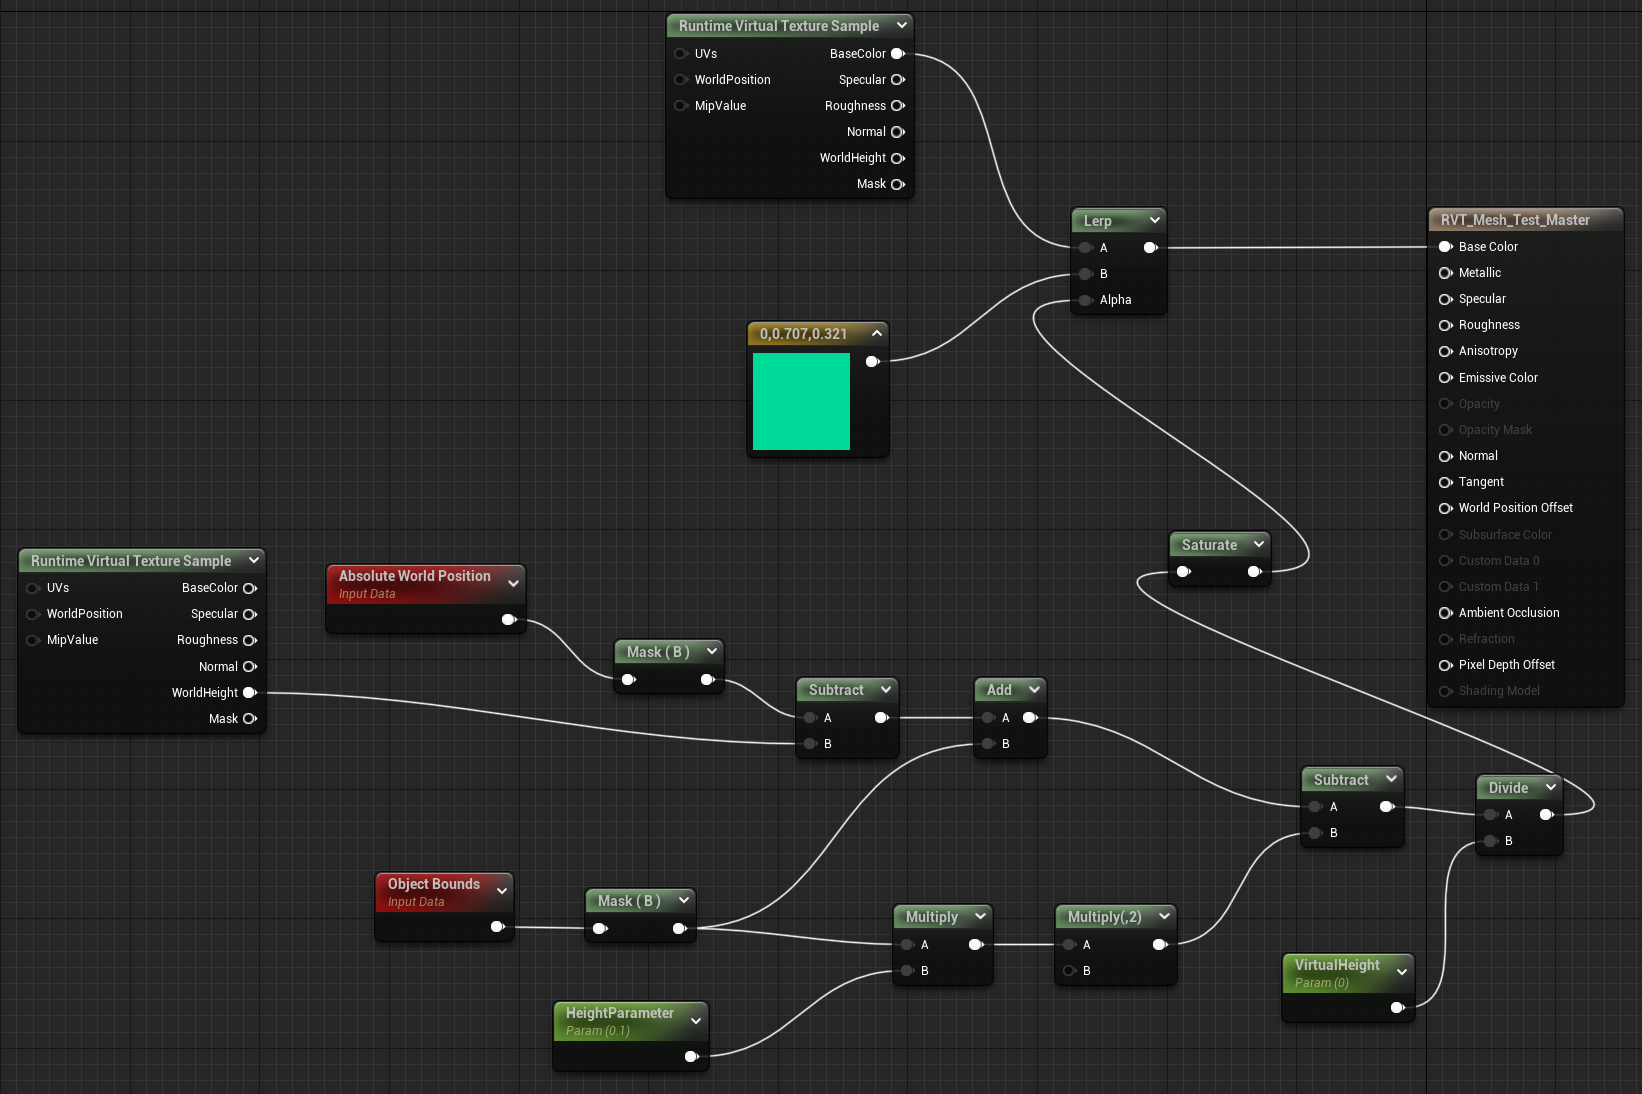 Runtime Virtual Texture Sample
UVs
BaseColor
WorldPosition
Specular
MipValue
Roughness
Normal
WorldHeight
Mask
Lerp
A
B
Alpha
RVT_Mesh_Test_Master
Base Color
Metallic
Specular
Roughness
Anisotropy
Emissive Color
Opacity
Opacity Mask
Normal
Tangent
World Position Offset
Subsurface Color
Custom Data 0
Custom Data 1
Ambient Occlusion
Refraction
Pixel Depth Offset
Shading Model
0,0.707,0.321
Saturate
Runtime Virtual Texture Sample
UVs
BaseColor
WorldPosition
Specular
MipValue
Roughness
Normal
WorldHeight
Mask
Absolute World Position
Input Data
Mask ( B )
Subtract
A
B
Add
A
B
Subtract
A
B
Divide
A
B
Object Bounds
Input Data
Mask ( B )
Multiply
A
B
Multiply(,2)
A
B
VirtualHeight
Param (0)
HeightParameter
Param (0.1)